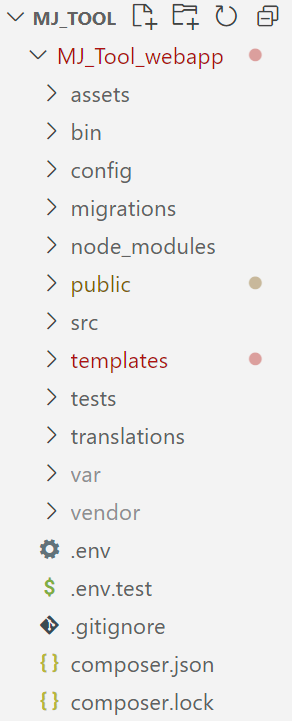 MJ_TOOL
MJ_Tool_webapp
assets
bin
config
migrations
node_modules
public
src
templates
tests
translations
var
vendor
.env
$ .env.test
.gitignore
{} composer.json
{} composer.lock